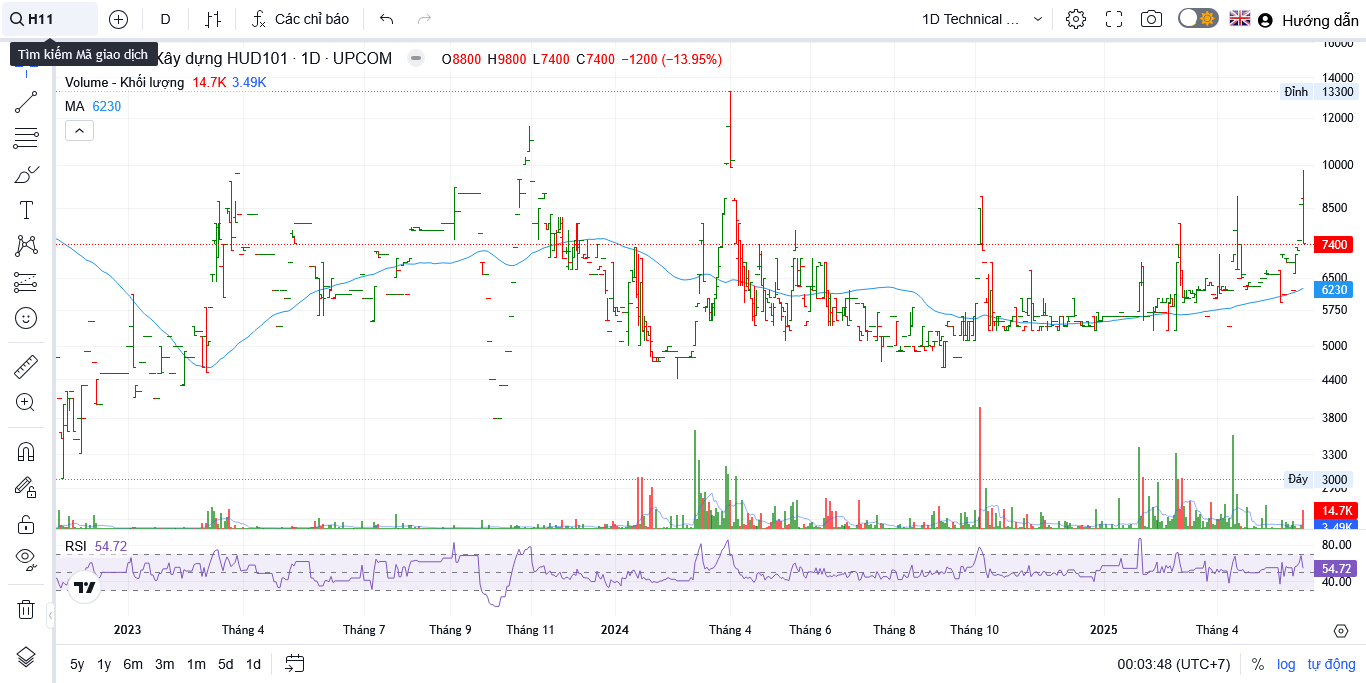 H11
D
Các chỉ báo
1D Technical ...
Hướng dẫn
Tìm kiếm Mã giao dịch
Xây dựng HUD101 · 1D · UPCOM
O8800 H9800 L7400 C7400 −1200 (−13.95%)
Volume - Khối lượng 14.7K 3.49K
MA 6230
16000
14000
Đỉnh 13300
12000
10000
8500
7400
6500
6230
5750
5000
4400
3800
3300
Đáy 3000
2700
14.7K
3.49K
RSI 54.72
80.00
54.72
40.00
2023 Tháng 4 Tháng 7 Tháng 9 Tháng 11 2024 Tháng 4 Tháng 6 Tháng 8 Tháng 10 2025 Tháng 4
5y 1y 6m 3m 1m 5d 1d
00:03:48 (UTC+7) % log tự động